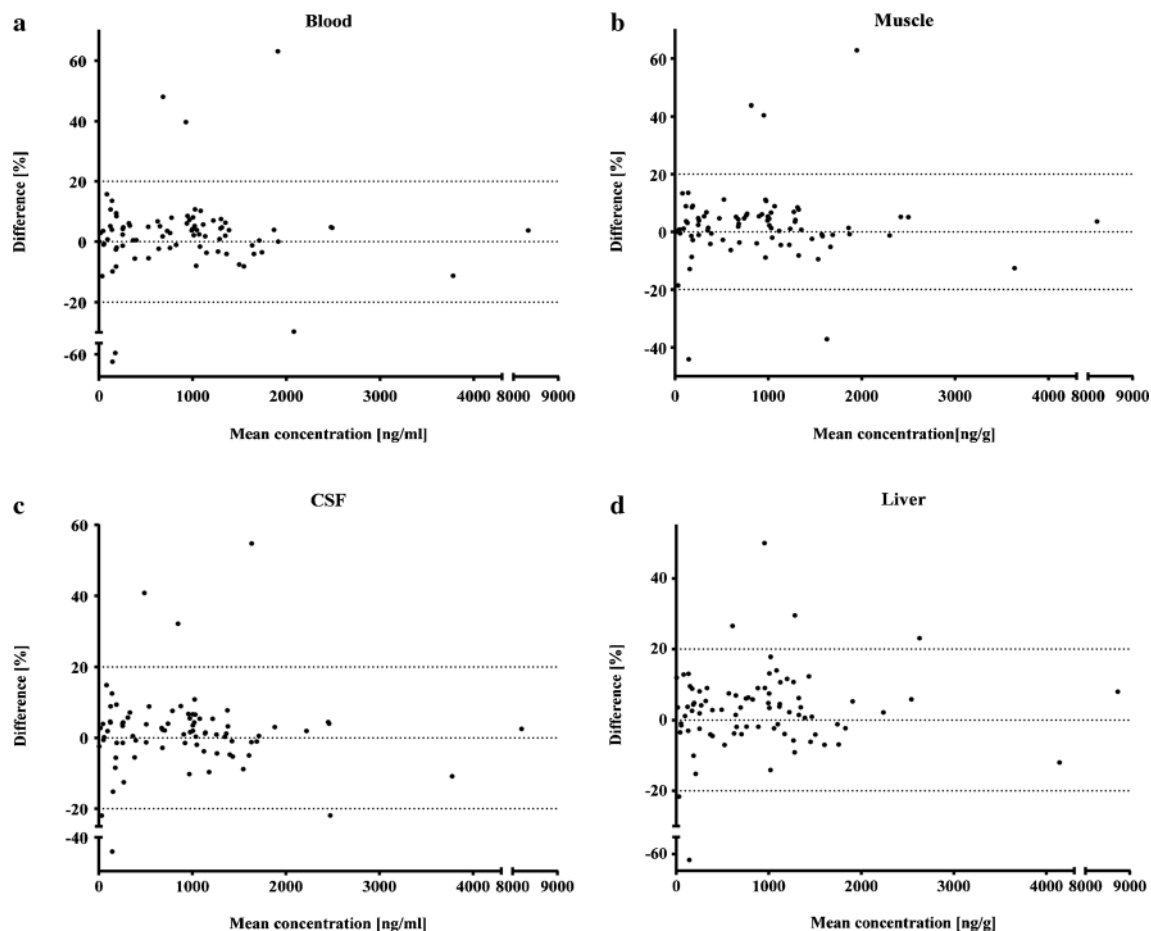 a Blood
Difference [%]
60
40
20
0
-20
-60
0 1000 2000 3000 4000 8000 9000
Mean concentration [ng/ml]
b Muscle
Difference [%]
60
40
20
0
-20
-40
0 1000 2000 3000 4000 8000 9000
Mean concentration[ng/g]
c CSF
Difference [%]
60
40
20
0
-20
-40
0 1000 2000 3000 4000 8000 9000
Mean concentration [ng/ml]
d Liver
Difference [%]
40
20
0
-20
-60
0 1000 2000 3000 4000 8000 9000
Mean concentration [ng/g]